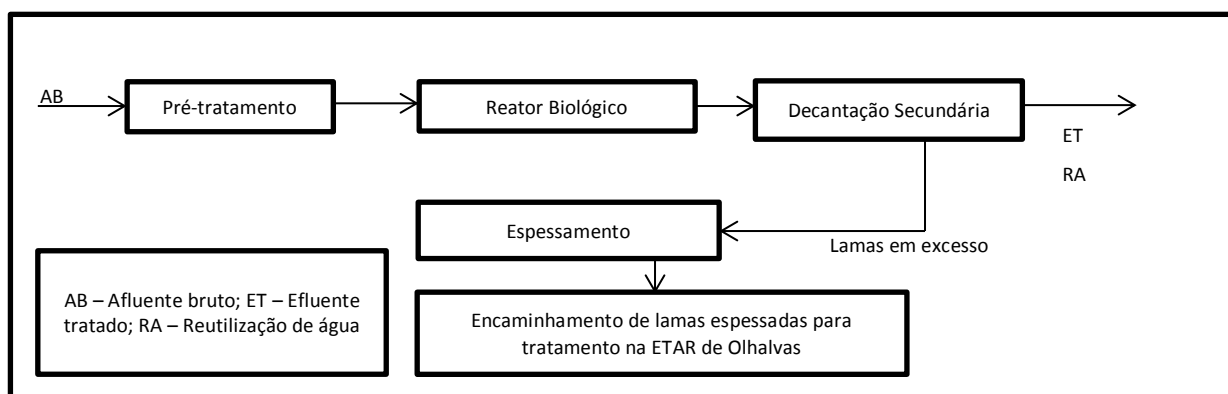 AB
Pré-tratamento
Reator Biológico
Decantação Secundária
ET
RA
Espessamento
Lamas em excesso
AB – Afluente bruto; ET – Efluente
tratado; RA – Reutilização de água
Encaminhamento de lamas espessadas para
tratamento na ETAR de Olhalvas